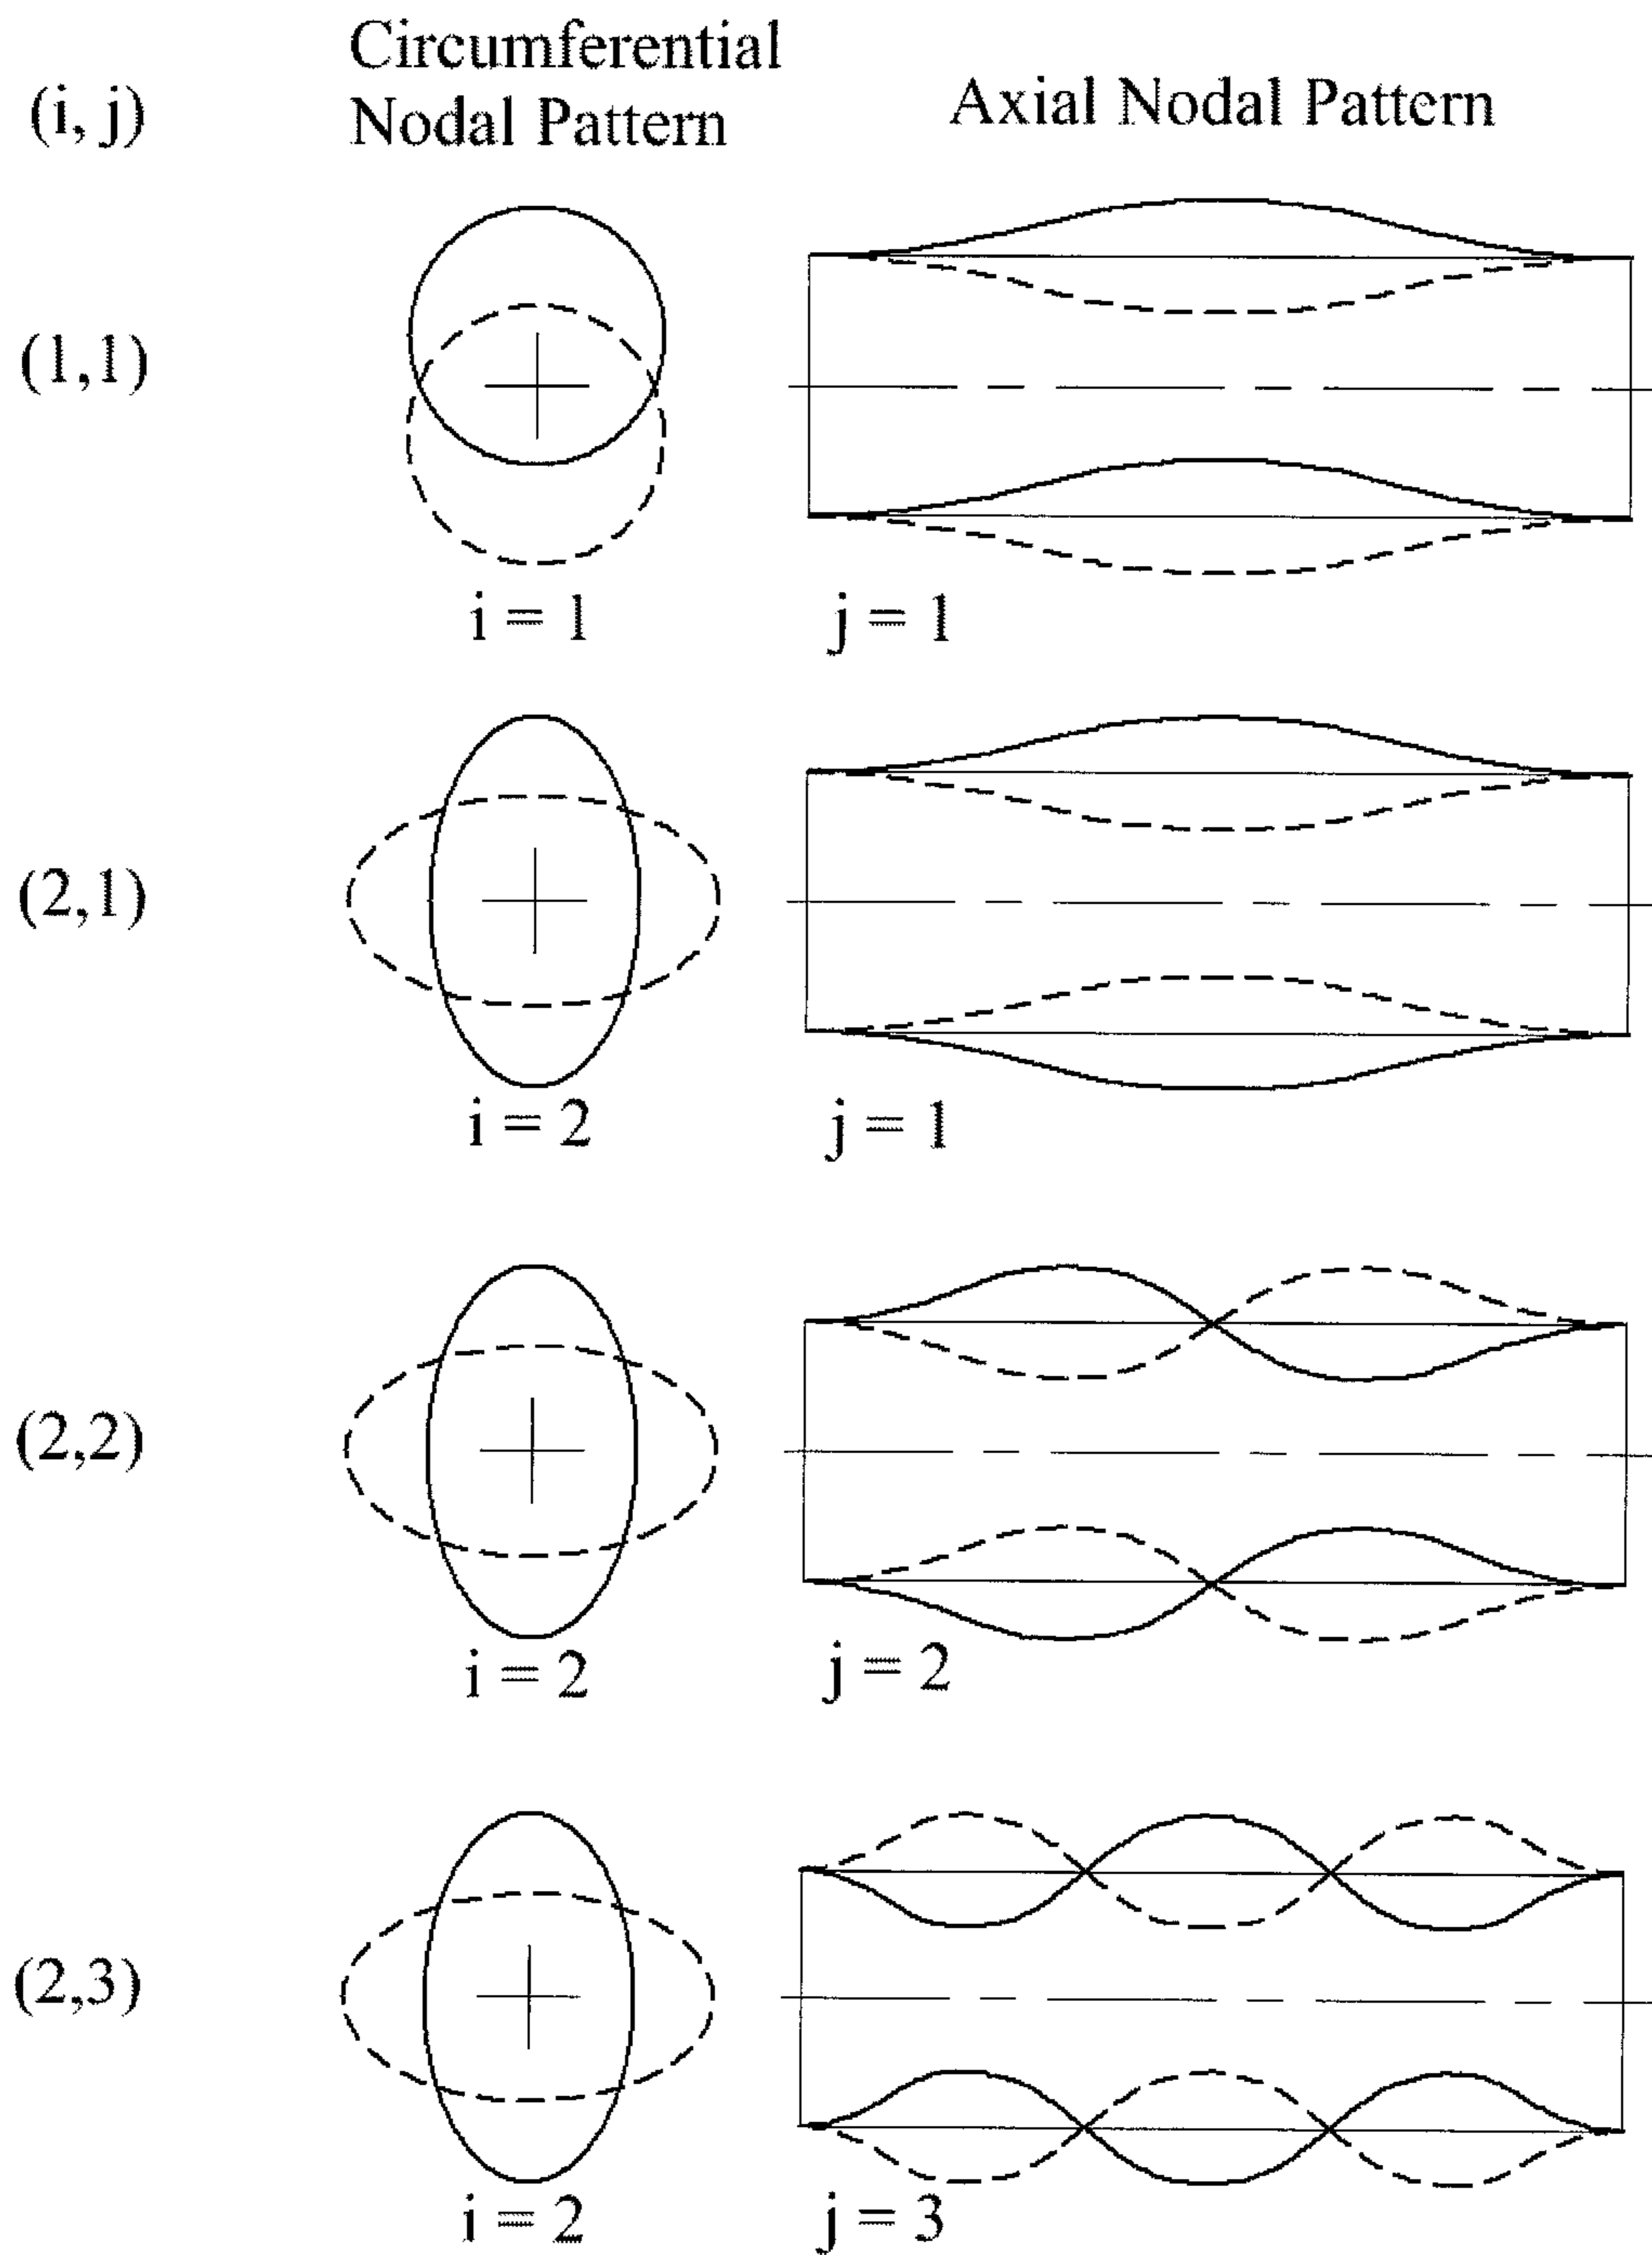 (i, j)
Circumferential
Nodal Pattern
Axial Nodal Pattern
(1,1)
i = 1
j = 1
(2,1)
i = 2
j = 1
(2,2)
i = 2
j = 2
(2,3)
i = 2
j = 3